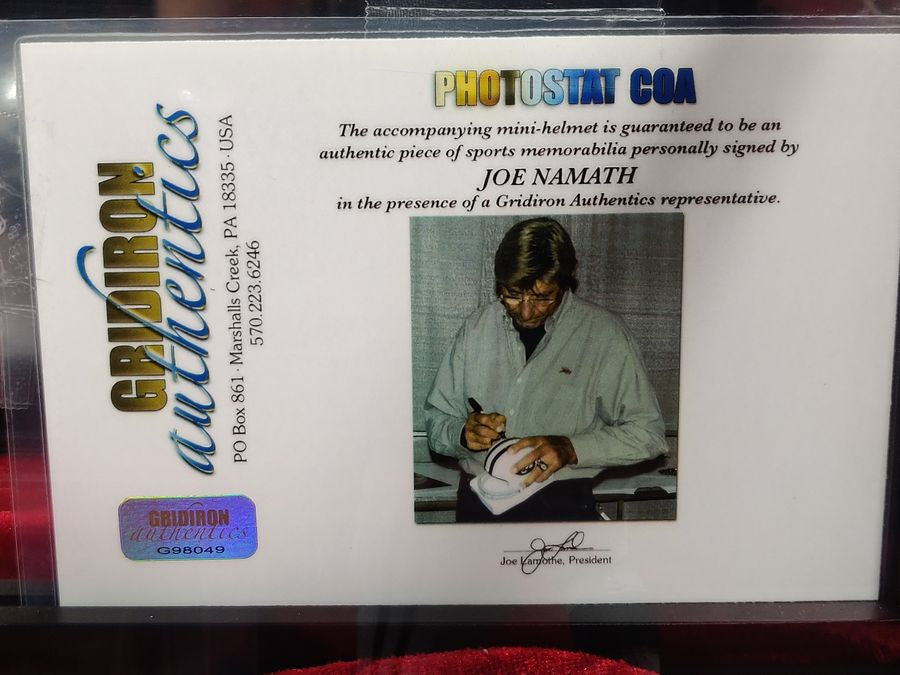 PHOTOSTAT COA
The accompanying mini-helmet is guaranteed to be an
authentic piece of sports memorabilia personally signed by
JOE NAMATH
in the presence of a Gridiron Authentics representative.
Joe Lamothe, President
GRIDIRON
authentics
PO Box 861 · Marshalls Creek, PA 18335 · USA
570.223.6246
GRIDIRON
authentics
G98049